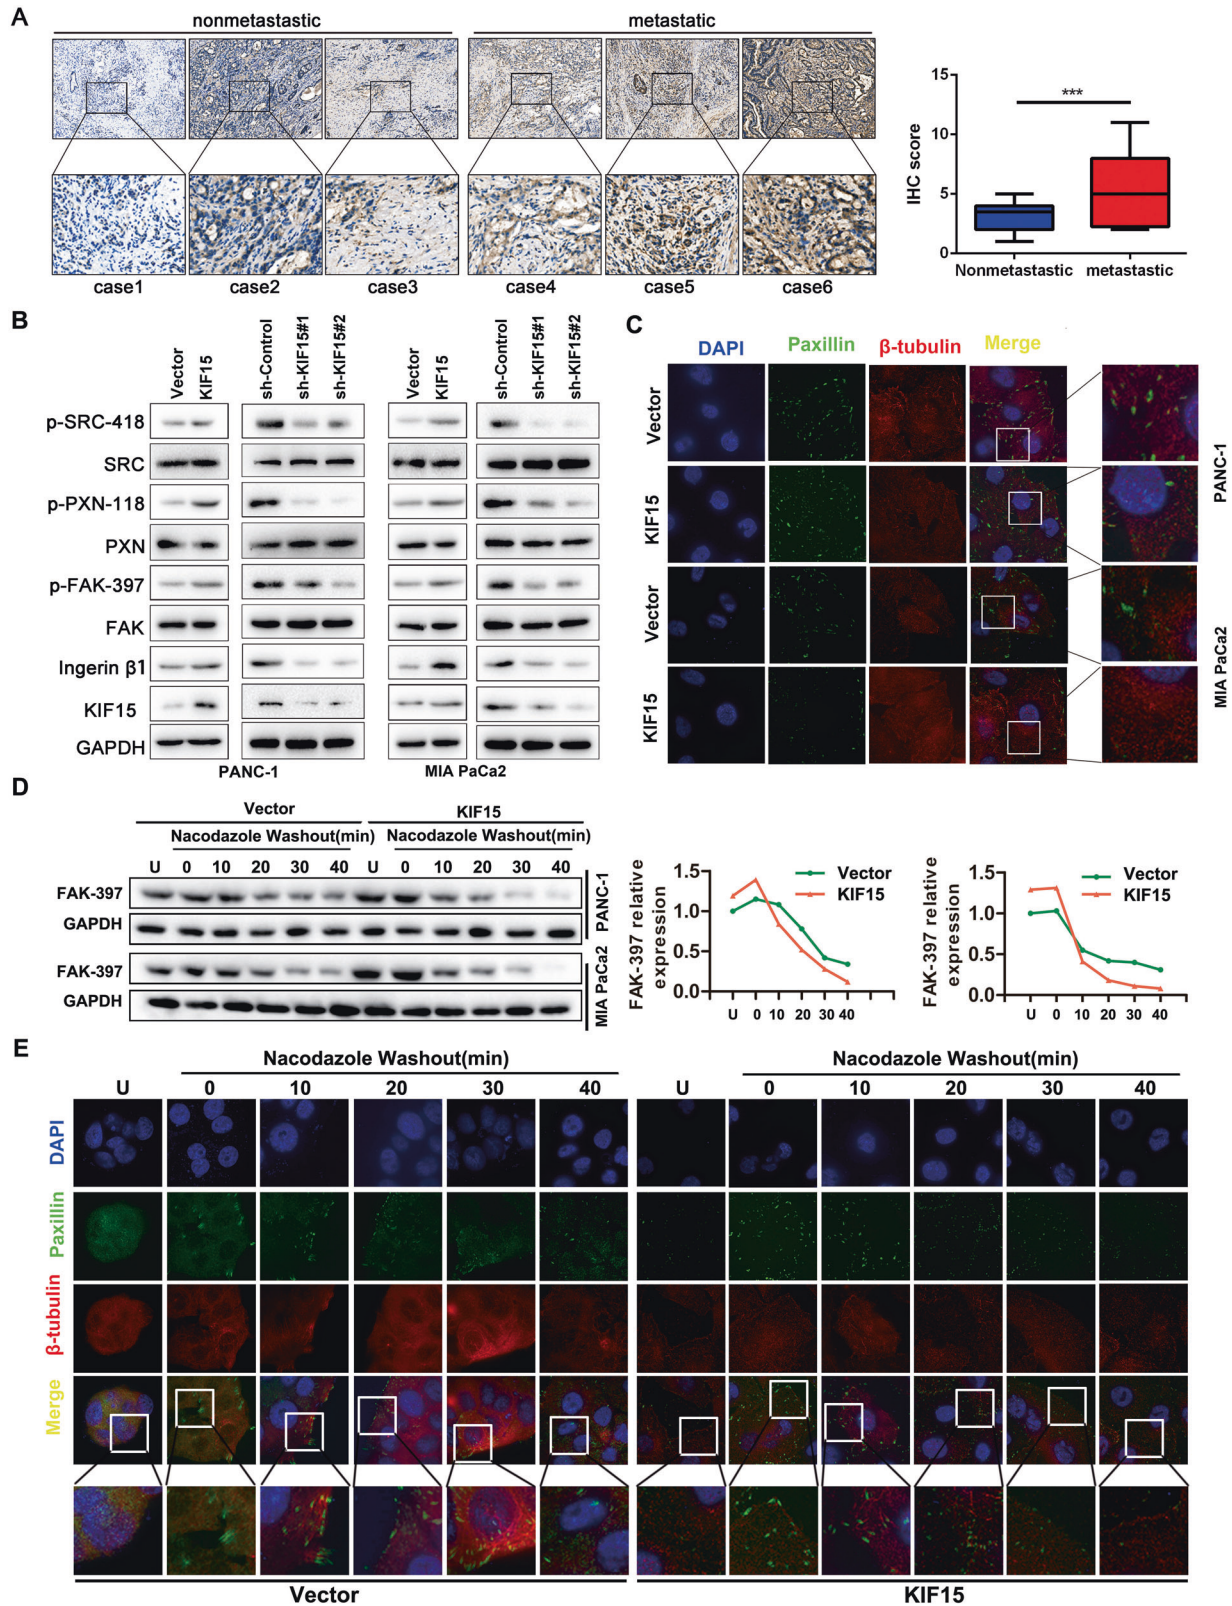 A
nonmetastastic
metastatic
case1 case2 case3 case4 case5 case6
IHC score
15
10
5
0
***
Nonmetastastic metastastic
B
Vector KIF15 sh-Control sh-KIF15#1 sh-KIF15#2 Vector KIF15 sh-Control sh-KIF15#1 sh-KIF15#2
p-SRC-418
SRC
p-PXN-118
PXN
p-FAK-397
FAK
Ingerin β1
KIF15
GAPDH
PANC-1 MIA PaCa2
C
DAPI Paxillin β-tubulin Merge
Vector
KIF15
Vector
KIF15
PANC-1
MIA PaCa2
D
Vector KIF15
Nacodazole Washout(min) Nacodazole Washout(min)
U 0 10 20 30 40 U 0 10 20 30 40
FAK-397
GAPDH
PANC-1
FAK-397
GAPDH
MIA PaCa2
FAK-397 relative
expression
1.5
1.0
0.5
0.0
Vector
KIF15
U 0 10 20 30 40
FAK-397 relative
expression
1.5
1.0
0.5
0.0
Vector
KIF15
U 0 10 20 30 40
E
Nacodazole Washout(min) Nacodazole Washout(min)
U 0 10 20 30 40 U 0 10 20 30 40
DAPI
Paxillin
β-tubulin
Merge
Vector KIF15